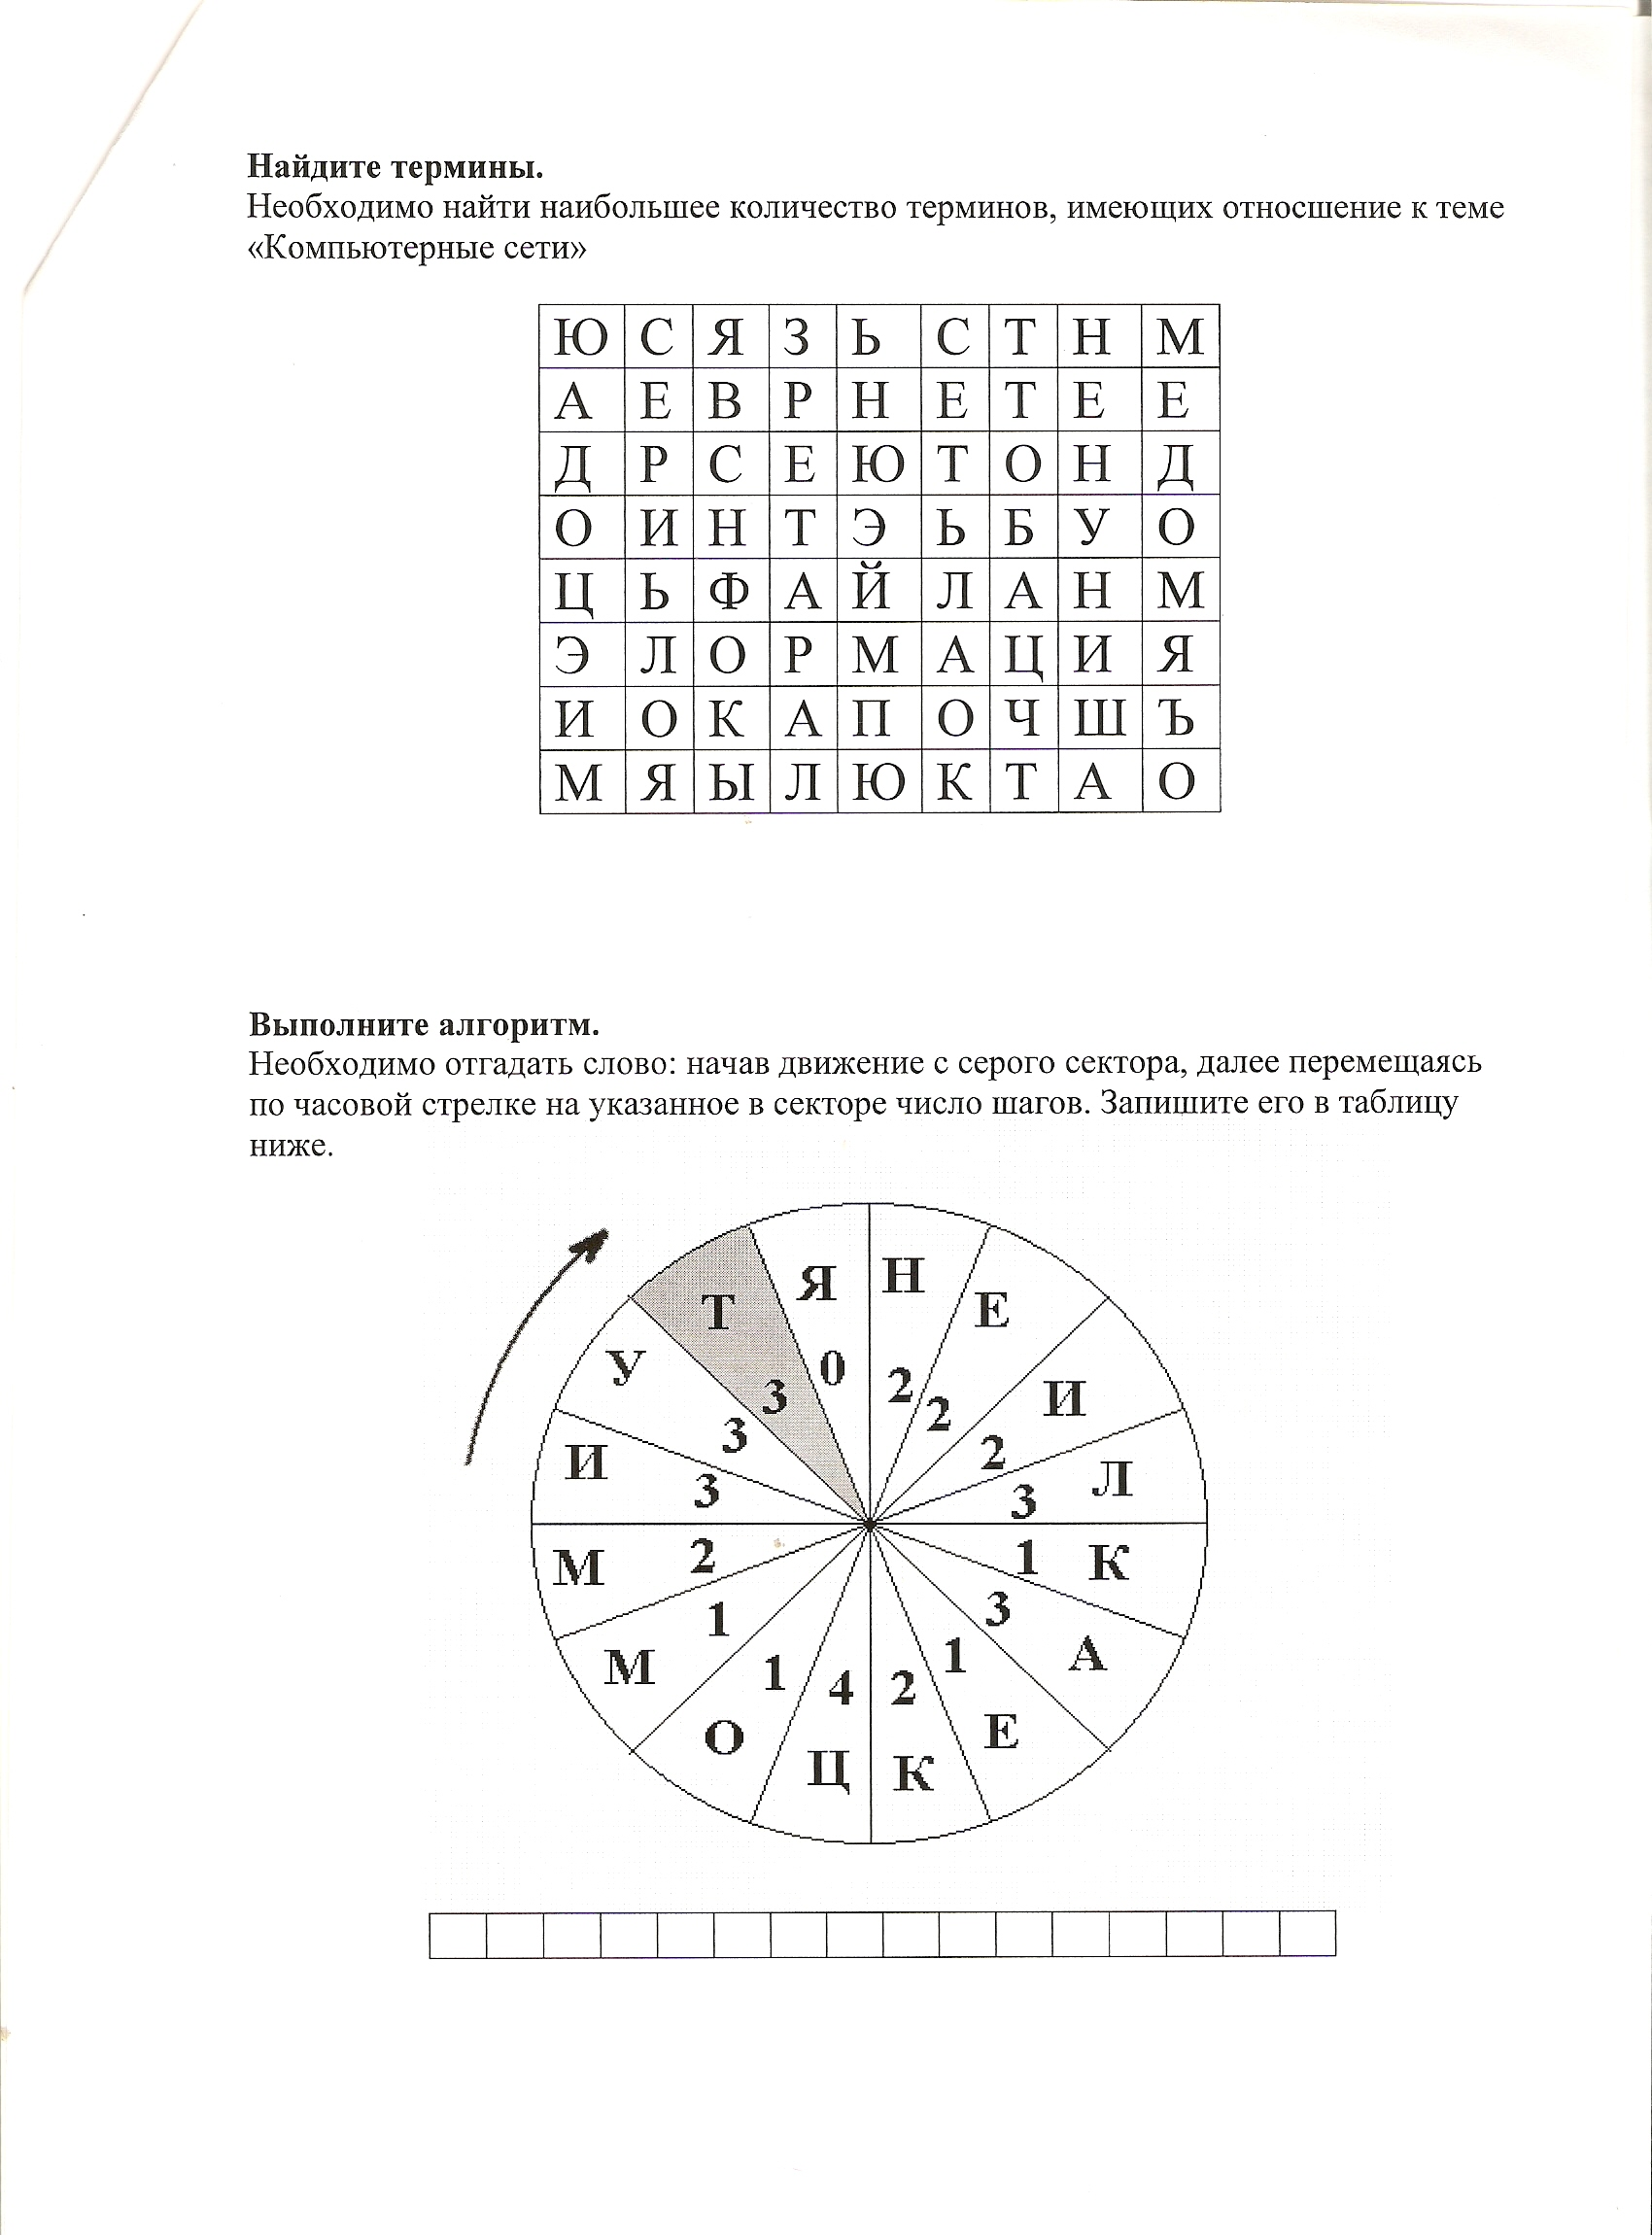 Найдите термины.
Необходимо найти наибольшее количество терминов, имеющих относшение к теме
«Компьютерные сети»
Ю С Я З Ь С Т Н М
А Е В Р Н Е Т Е Е
Д Р С Е Ю Т О Н Д
О И Н Т Э Ь Б У О
Ц Ь Ф А Й Л А Н М
Э Л О Р М А Ц И Я
И О К А П О Ч Ш Ъ
М Я Ы Л Ю К Т А О
Выполните алгоритм.
Необходимо отгадать слово: начав движение с серого сектора, далее перемещаясь
по часовой стрелке на указанное в секторе число шагов. Запишите его в таблицу
ниже.
Т 3
Я 0
Н 2
Е 2
И 2
Л 3
К 1
А 3
Е 1
К 2
Ц 4
О 1
М 1
М 2
И 3
У 3